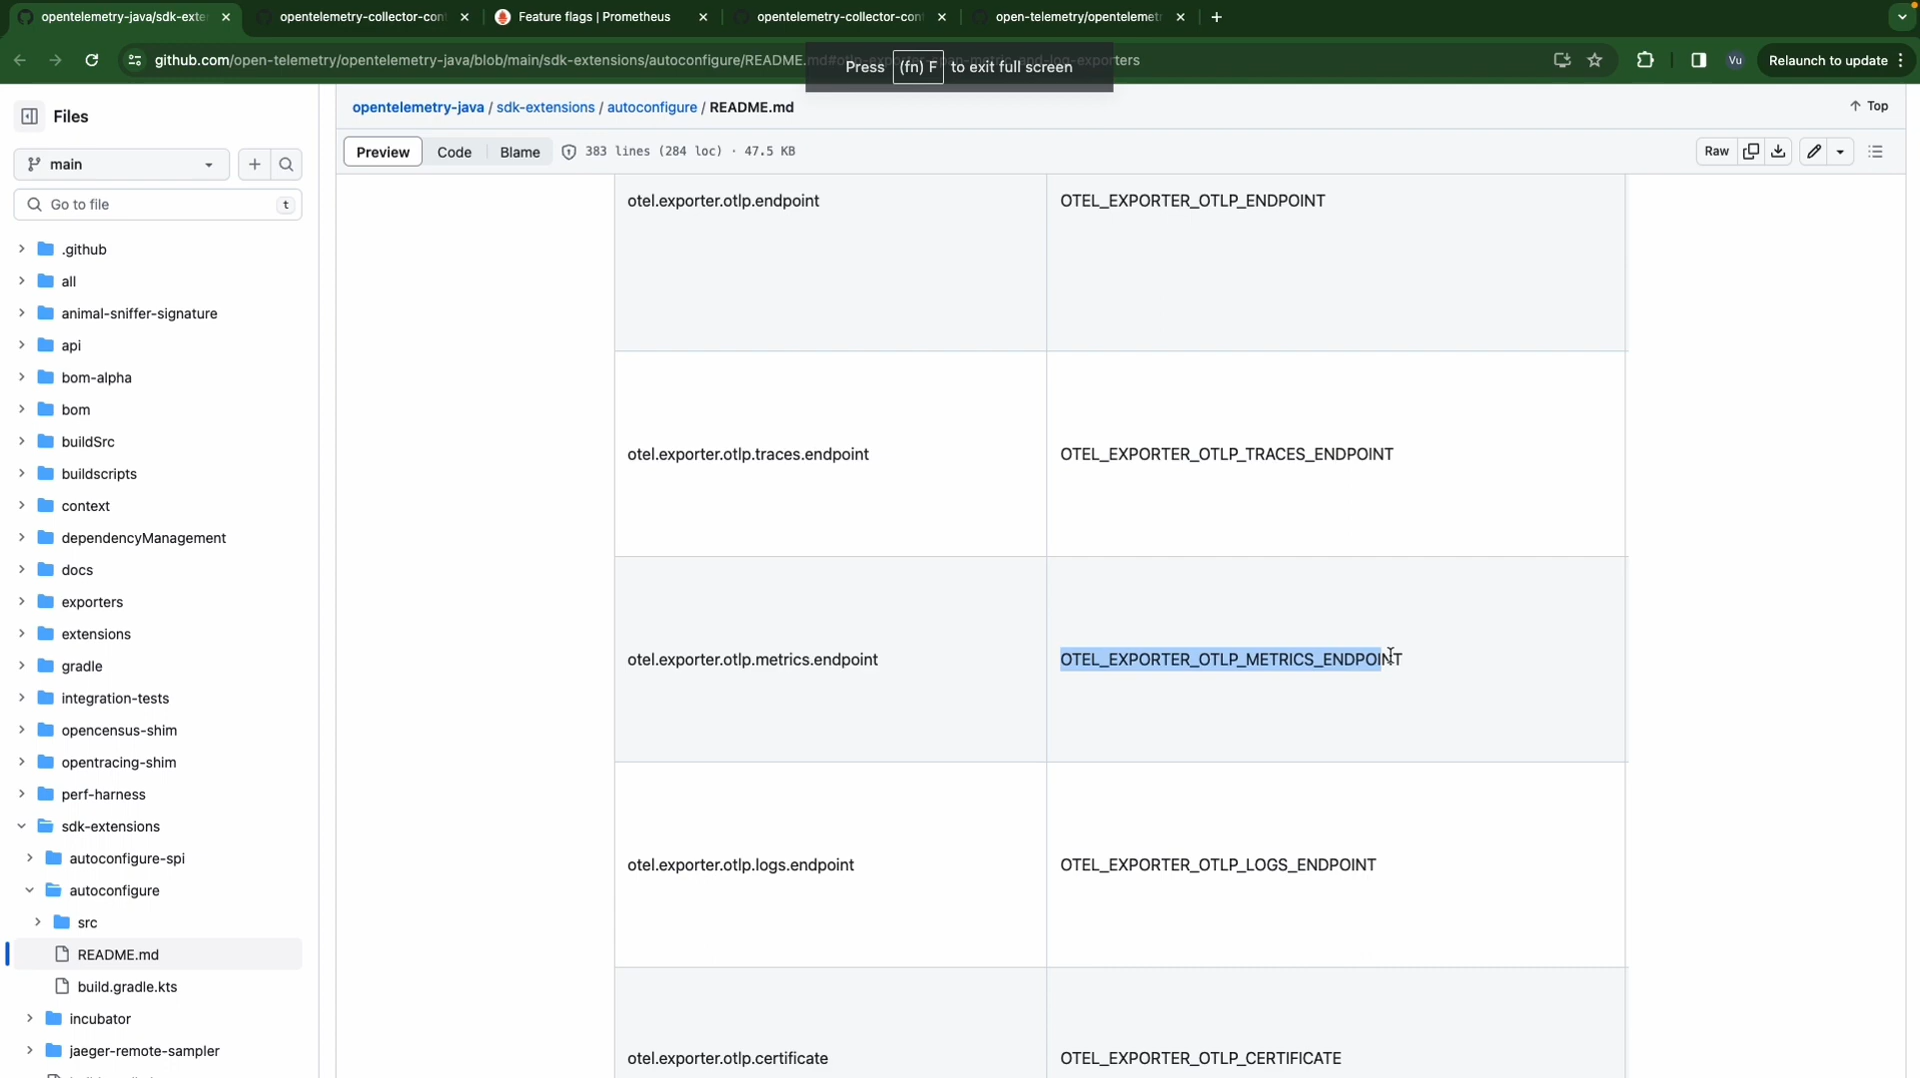 opentelemetry-java/sdk-exte
opentelemetry-collector-con
Feature flags | Prometheus
opentelemetry-collector-con
open-telemetry/opentelemet
github.com/open-telemetry/opentelemetry-java/blob/main/sdk-extensions/autoconfigure/README.
Press (fn) F to exit full screen
Vu
Relaunch to update
Files
opentelemetry-java / sdk-extensions / autoconfigure / README.md
Top
main
Preview
Code
Blame
383 lines (284 loc) · 47.5 KB
Raw
Go to file
t
.github
all
animal-sniffer-signature
api
bom-alpha
bom
buildSrc
buildscripts
context
dependencyManagement
docs
exporters
extensions
gradle
integration-tests
opencensus-shim
opentracing-shim
perf-harness
sdk-extensions
autoconfigure-spi
autoconfigure
src
README.md
build.gradle.kts
incubator
jaeger-remote-sampler
otel.exporter.otlp.endpoint
OTEL_EXPORTER_OTLP_ENDPOINT
otel.exporter.otlp.traces.endpoint
OTEL_EXPORTER_OTLP_TRACES_ENDPOINT
otel.exporter.otlp.metrics.endpoint
OTEL_EXPORTER_OTLP_METRICS_ENDPOINT
otel.exporter.otlp.logs.endpoint
OTEL_EXPORTER_OTLP_LOGS_ENDPOINT
otel.exporter.otlp.certificate
OTEL_EXPORTER_OTLP_CERTIFICATE